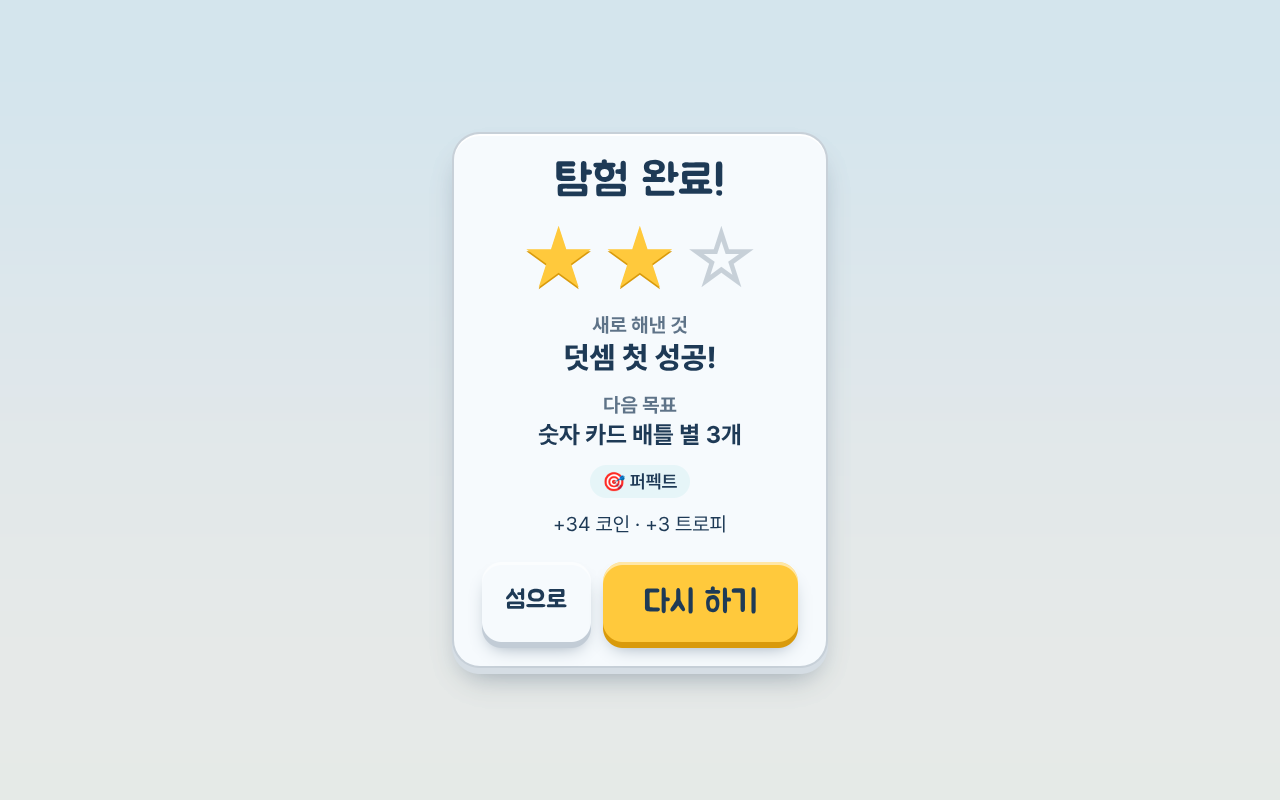 탐험 완료!
새로 해낸 것
덧셈 첫 성공!
다음 목표
숫자 카드 배틀 별 3개
퍼펙트
+34 코인 · +3 트로피
섬으로
다시 하기